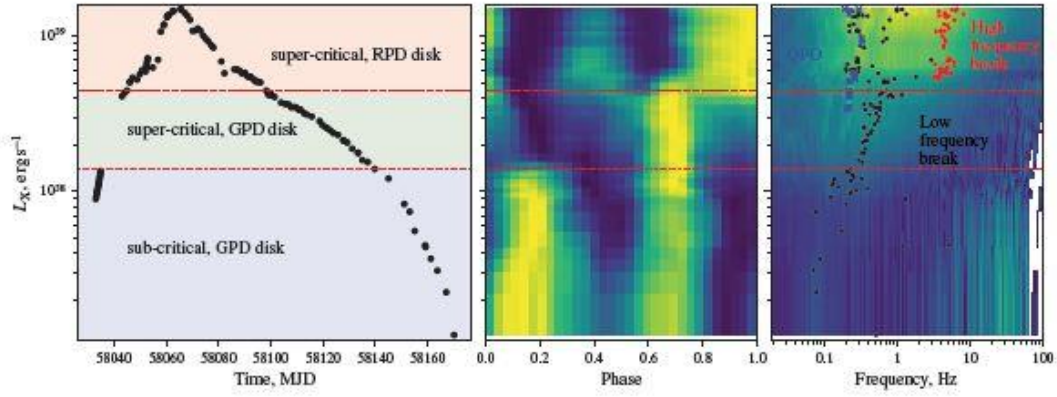 10³⁹
10³⁸
L_X, erg s⁻¹
super-critical, RPD disk
super-critical, GPD disk
sub-critical, GPD disk
58040 58060 58080 58100 58120 58140 58160
Time, MJD
0.0 0.2 0.4 0.6 0.8 1.0
Phase
QPO
High
frequency
break
Low
frequency
break
0.1 1 10 100
Frequency, Hz